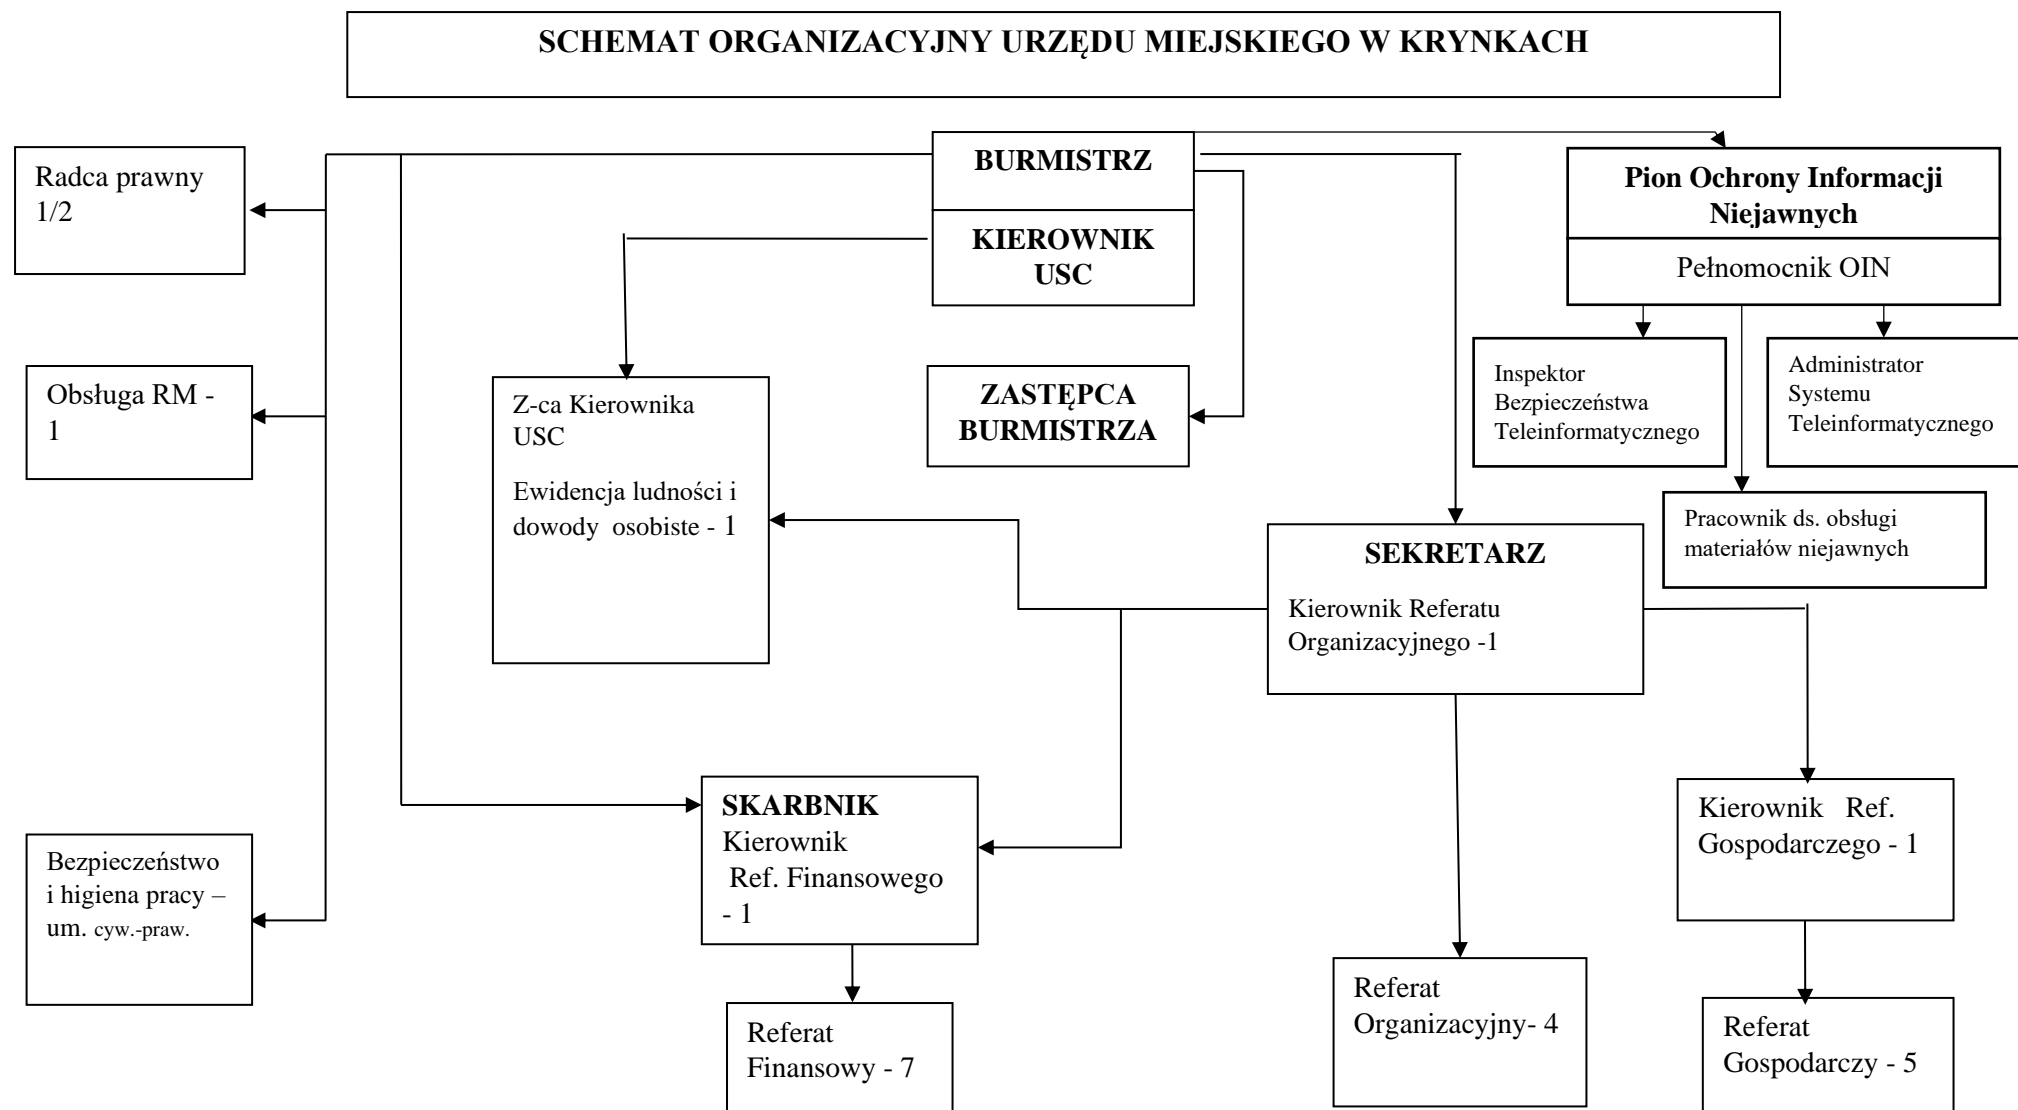 SCHEMAT ORGANIZACYJNY URZĘDU MIEJSKIEGO W KRYNKACH
BURMISTRZ
KIEROWNIK
USC
Radca prawny
1/2
Pion Ochrony Informacji
Niejawnych
Pełnomocnik OIN
Obsługa RM -
1
Z-ca Kierownika
USC
Ewidencja ludności i
dowody osobiste - 1
ZASTĘPCA
BURMISTRZA
Inspektor
Bezpieczeństwa
Teleinformatycznego
Administrator
Systemu
Teleinformatycznego
Pracownik ds. obsługi
materiałów niejawnych
SEKRETARZ
Kierownik Referatu
Organizacyjnego -1
SKARBNIK
Kierownik
Ref. Finansowego
- 1
Kierownik Ref.
Gospodarczego - 1
Bezpieczeństwo
i higiena pracy –
um. cyw.-praw.
Referat
Finansowy - 7
Referat
Organizacyjny- 4
Referat
Gospodarczy - 5